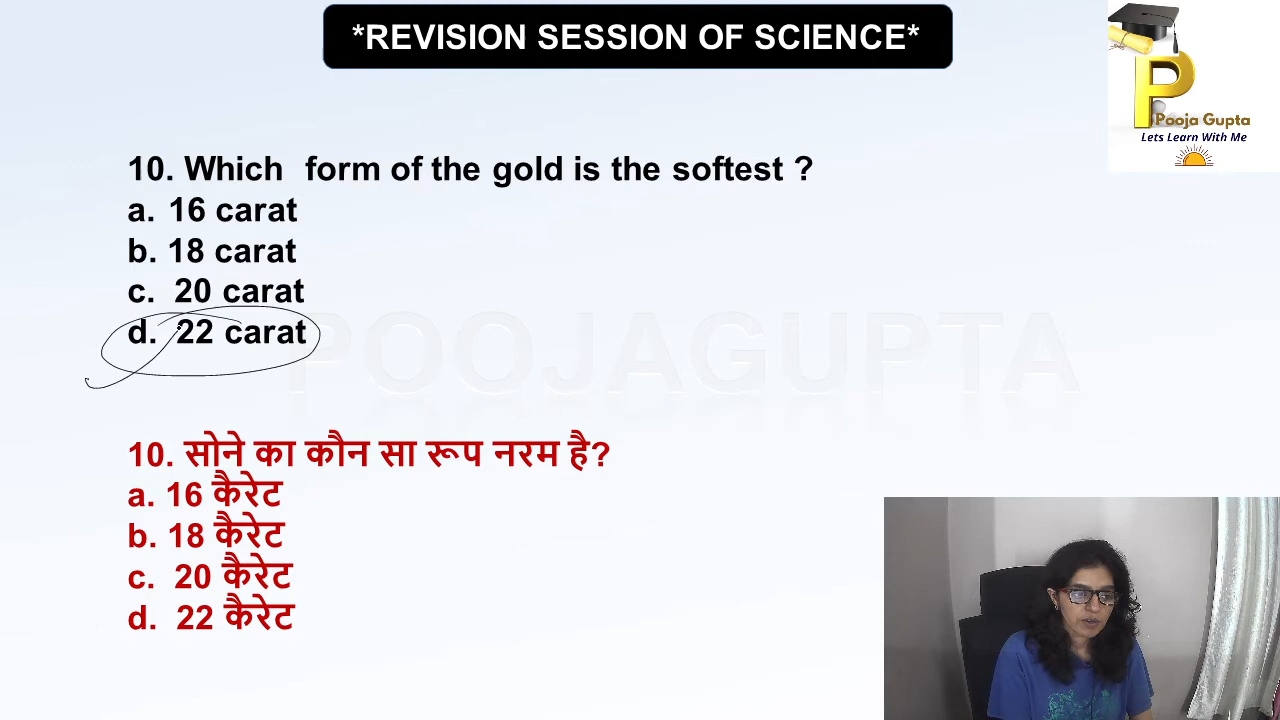 *REVISION SESSION OF SCIENCE*
Pooja Gupta
Lets Learn With Me
10. Which form of the gold is the softest ?
a. 16 carat
b. 18 carat
c. 20 carat
d. 22 carat
POOJAGUPTA
10. सोने का कौन सा रूप नरम है?
a. 16 कैरेट
b. 18 कैरेट
c. 20 कैरेट
d. 22 कैरेट